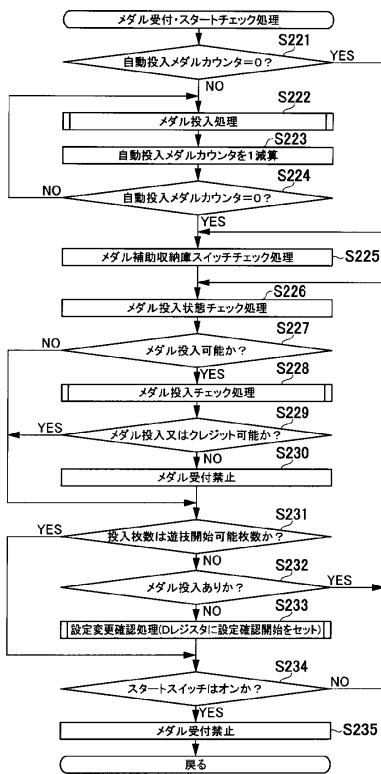 メダル受付・スタートチェック処理
S221
自動投入メダルカウンタ=0?
YES
NO
S222
メダル投入処理
S223
自動投入メダルカウンタを1減算
S224
NO
自動投入メダルカウンタ=0?
YES
メダル補助収納庫スイッチチェック処理
S225
S226
メダル投入状態チェック処理
S227
NO
メダル投入可能か?
YES
S228
メダル投入チェック処理
S229
YES
メダル投入又はクレジット可能か?
NO
S230
メダル受付禁止
S231
YES
投入枚数は遊技開始可能枚数か?
NO
S232
メダル投入ありか?
YES
NO
S233
設定変更確認処理(Dレジスタに設定確認開始をセット)
S234
スタートスイッチはオンか?
NO
YES
メダル受付禁止
S235
戻る